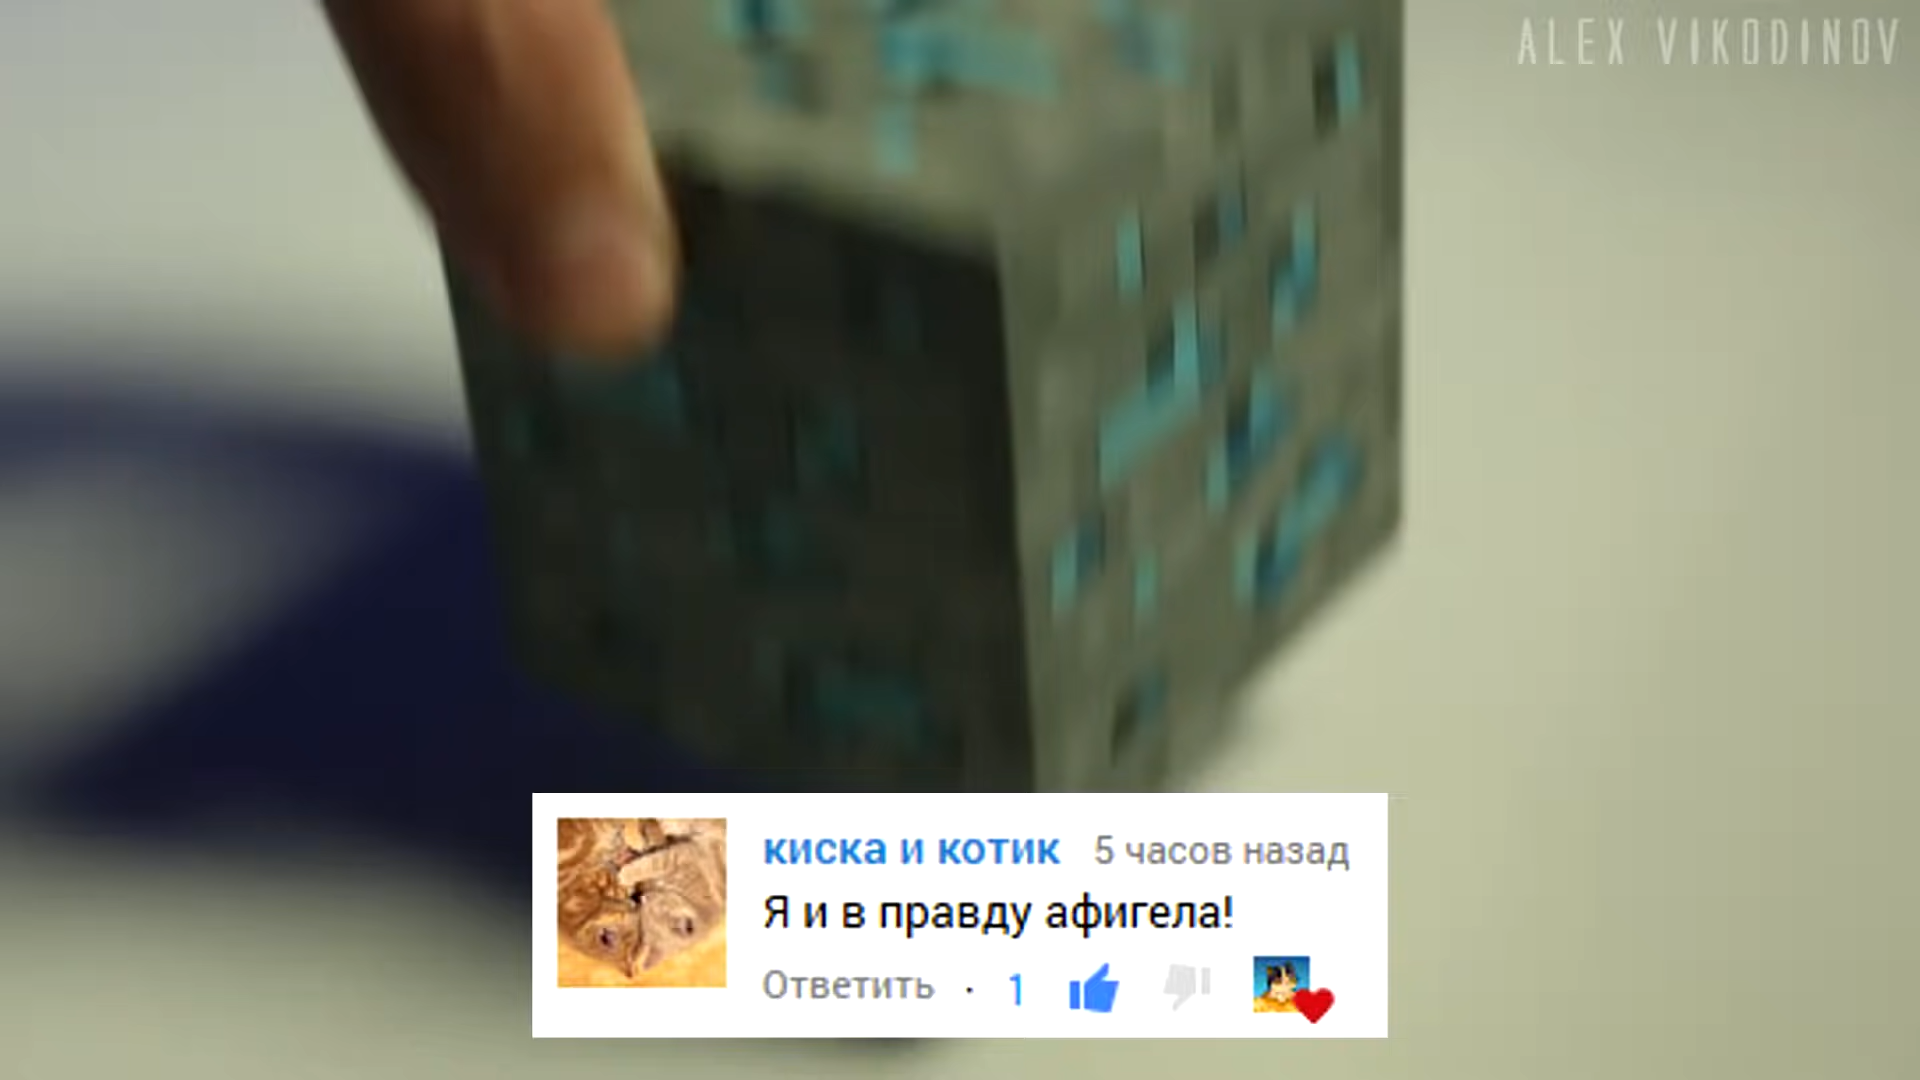 ALEX VIKODINOV
киска и котик 5 часов назад
Я и в правду афигела!
Ответить · 1